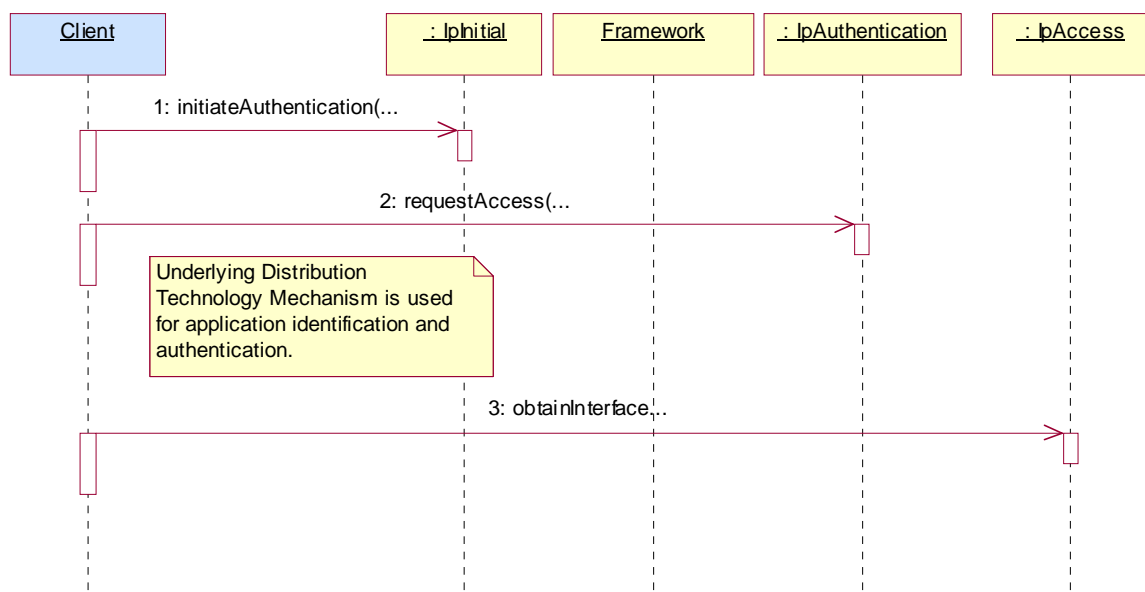 Client
: IpInitial
Framework
: IpAuthentication
: IpAccess
1: initiateAuthentication(...
2: requestAccess(...
Underlying Distribution
Technology Mechanism is used
for application identification and
authentication.
3: obtainInterface...